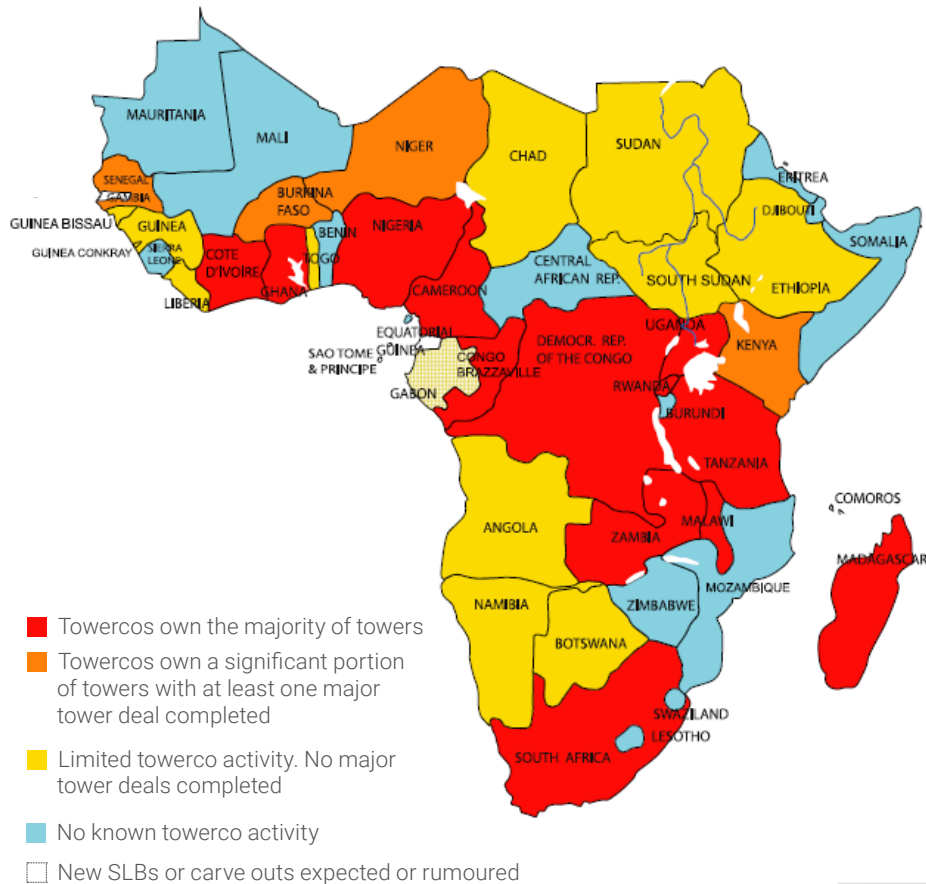 MAURITANIA
MALI
NIGER
CHAD
SUDAN
ERITREA
SENEGAL
GAMBIA
BURKINA
FASO
NIGERIA
DJIBOUTI
GUINEA BISSAU
GUINEA
BENIN
SOMALIA
GUINEA CONKRAY
SIERRA
LEONE
COTE
D'IVOIRE
TOGO
CENTRAL
AFRICAN REP.
SOUTH SUDAN
ETHIOPIA
LIBERIA
GHANA
CAMEROON
EQUATORIAL
GUINEA
UGANDA
KENYA
SAO TOME
& PRINCIPE
CONGO
BRAZZAVILLE
DEMOCR. REP.
OF THE CONGO
GABON
RWANDA
BURUNDI
TANZANIA
COMOROS
ANGOLA
ZAMBIA
MALAWI
MADAGASCAR
MOZAMBIQUE
NAMIBIA
ZIMBABWE
BOTSWANA
SWAZILAND
LESOTHO
SOUTH AFRICA
Towercos own the majority of towers
Towercos own a significant portion
of towers with at least one major
tower deal completed
Limited towerco activity. No major
tower deals completed
No known towerco activity
New SLBs or carve outs expected or rumoured